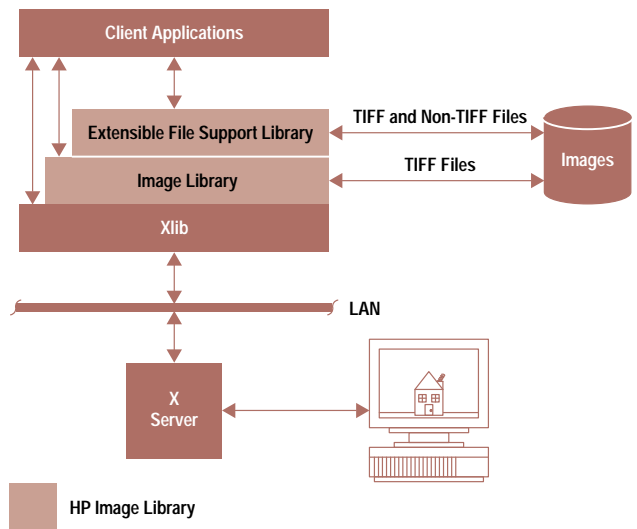 Client Applications
Extensible File Support Library
TIFF and Non-TIFF Files
Image Library
TIFF Files
Images
Xlib
LAN
X
Server
HP Image Library